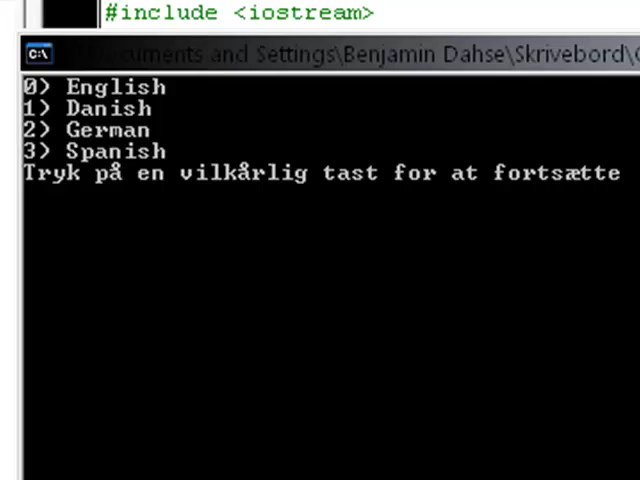 #include <iostream>
ocuments and Settings\Benjamin Dahse\Skrivebord\
0) English
1) Danish
2) German
3) Spanish
Tryk på en vilkårlig tast for at fortsætte